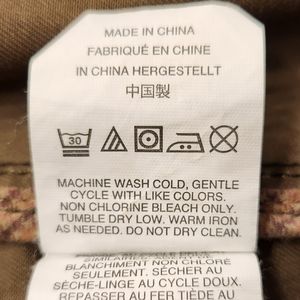 MADE IN CHINA
FABRIQUÉ EN CHINE
IN CHINA HERGESTELLT
中国製
30
MACHINE WASH COLD, GENTLE
CYCLE WITH LIKE COLORS.
NON CHLORINE BLEACH ONLY.
TUMBLE DRY LOW. WARM IRON
AS NEEDED. DO NOT DRY CLEAN.
BLANCHIMENT NON CHLORÉ
SEULEMENT. SÉCHER AU
SÈCHE-LINGE AU CYCLE DOUX.
REPASSER AU FER TIÈDE AU